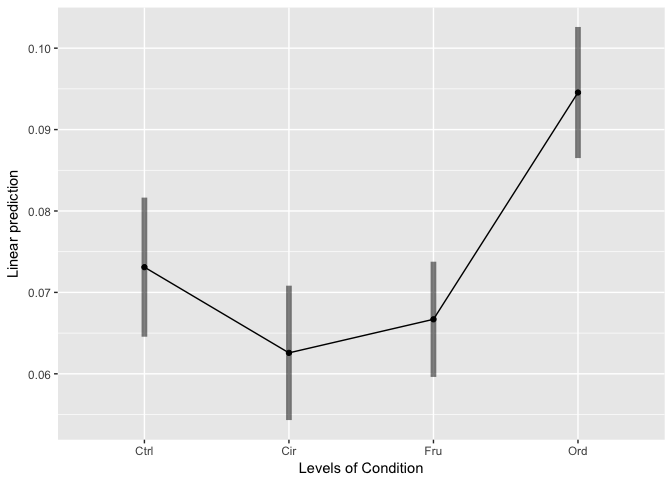 0.10
0.09
0.08
0.07
0.06
Linear prediction
Ctrl Cir Fru Ord
Levels of Condition